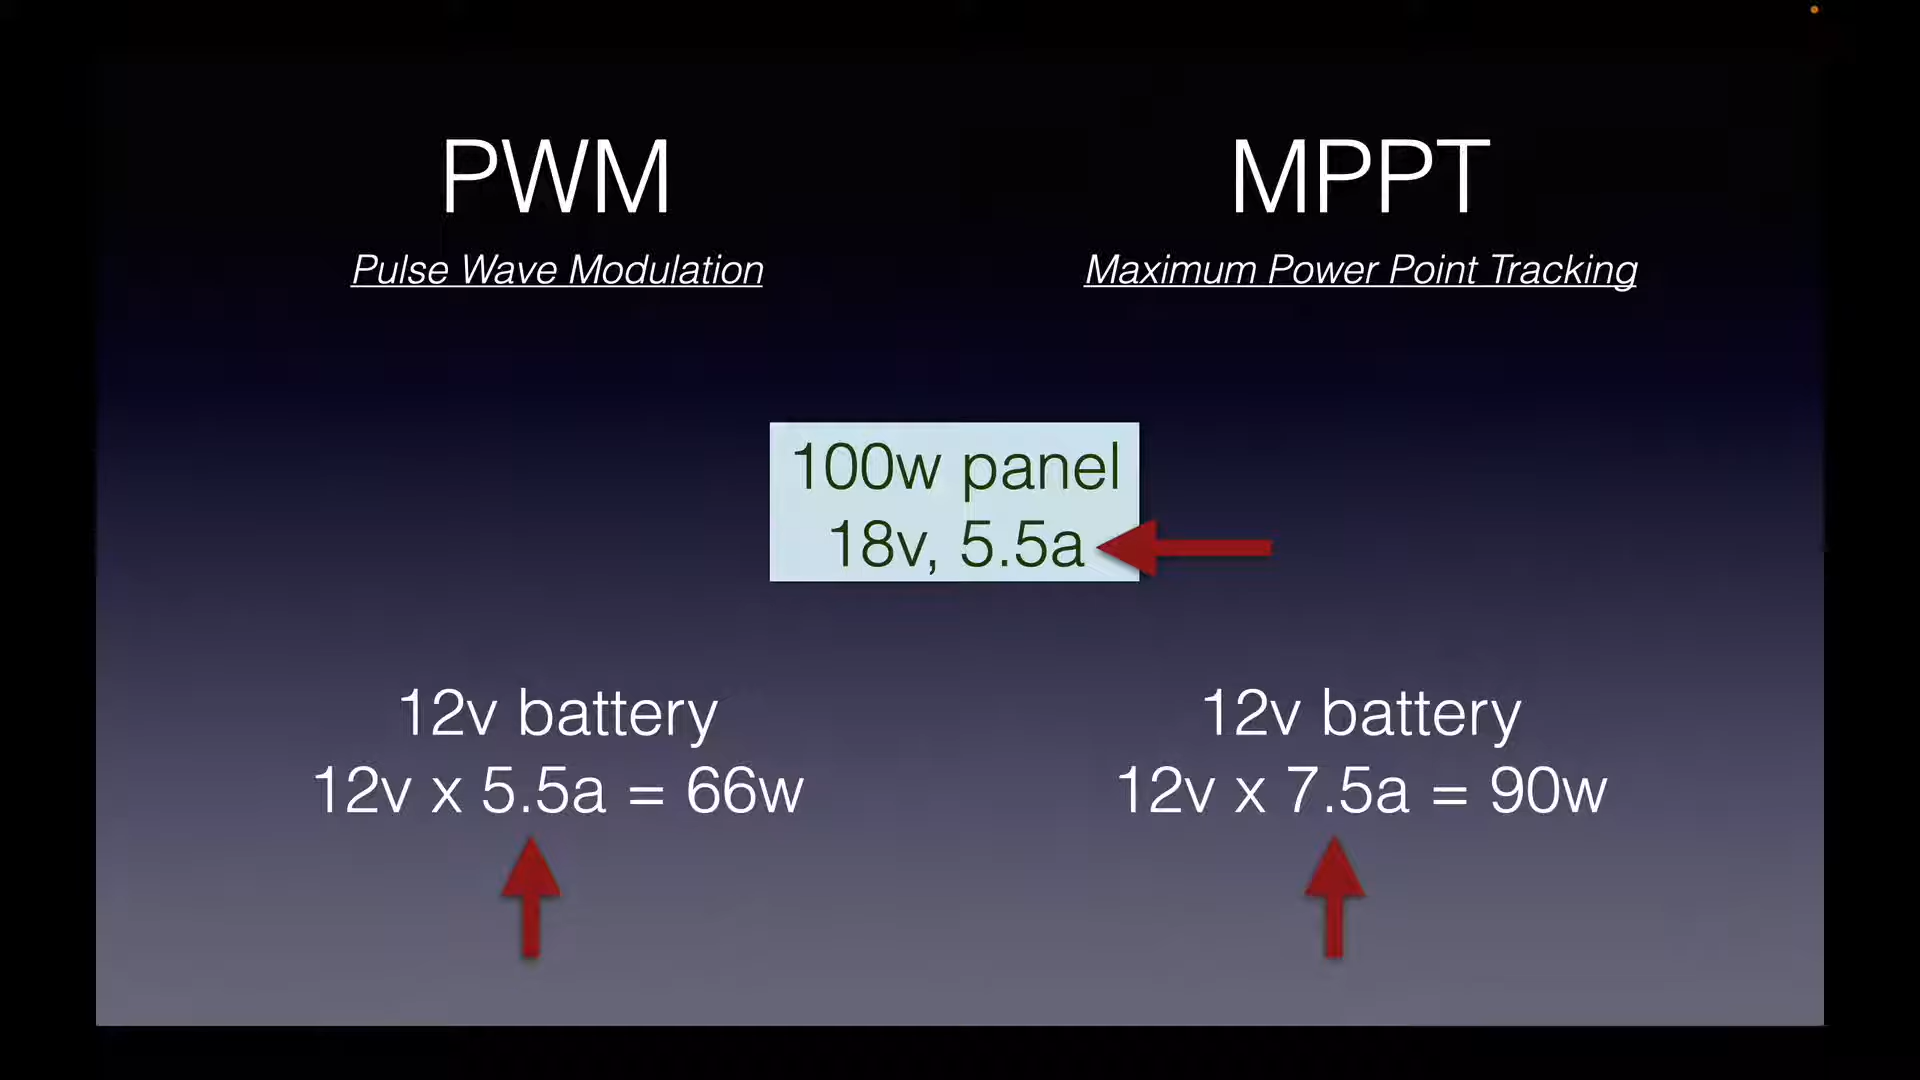 PWM
Pulse Wave Modulation
MPPT
Maximum Power Point Tracking
100w panel
18v, 5.5a
12v battery
12v x 5.5a = 66w
12v battery
12v x 7.5a = 90w